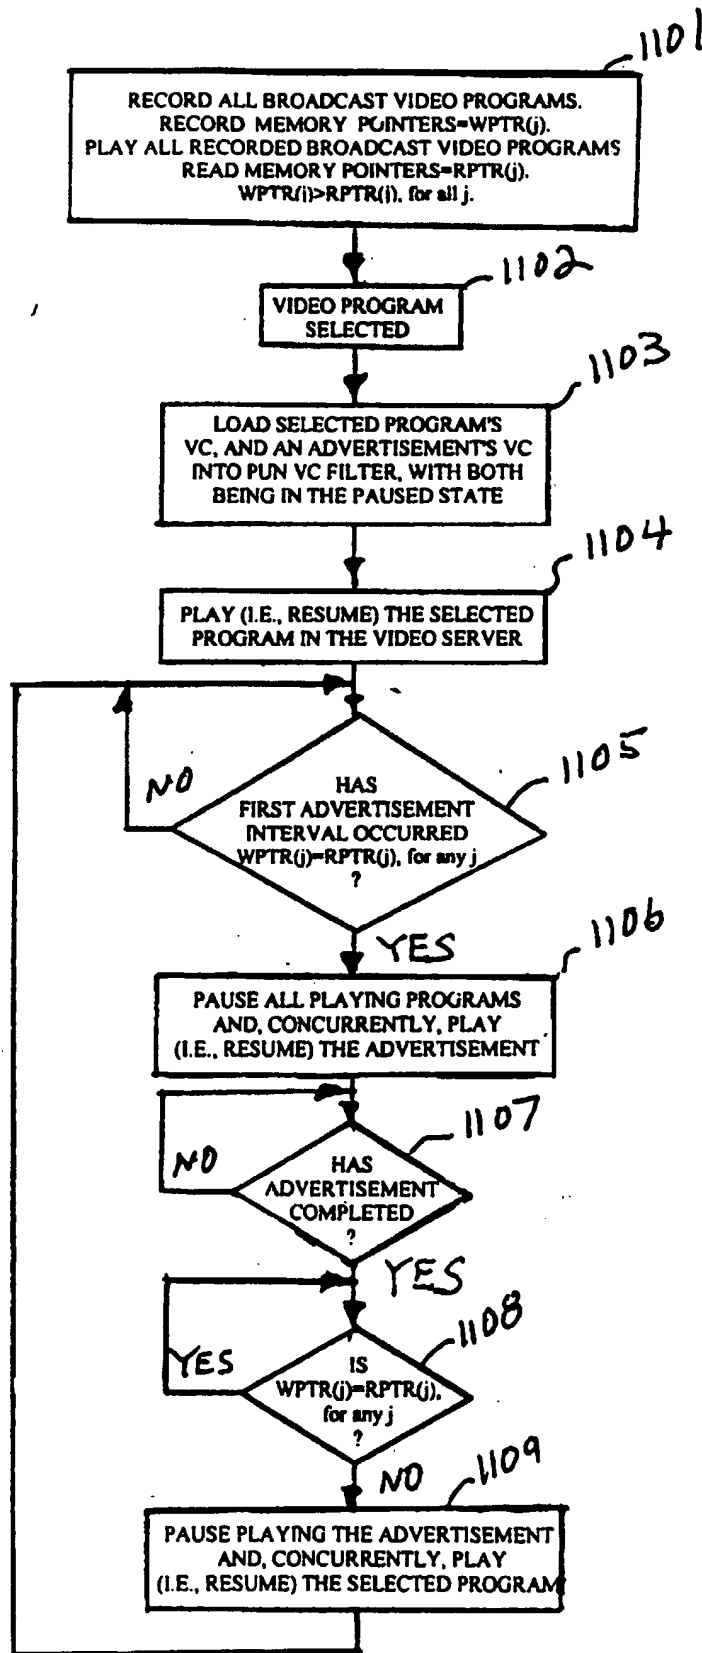 1101
RECORD ALL BROADCAST VIDEO PROGRAMS.
RECORD MEMORY POINTERS=WPTR(j).
PLAY ALL RECORDED BROADCAST VIDEO PROGRAMS
READ MEMORY POINTERS=RPTR(j).
WPTR(j)>RPTR(j), for all j.
1102
VIDEO PROGRAM
SELECTED
1103
LOAD SELECTED PROGRAM'S
VC, AND AN ADVERTISEMENT'S VC
INTO PUN VC FILTER, WITH BOTH
BEING IN THE PAUSED STATE
1104
PLAY (I.E., RESUME) THE SELECTED
PROGRAM IN THE VIDEO SERVER
1105
NO
HAS
FIRST ADVERTISEMENT
INTERVAL OCCURRED
WPTR(j)=RPTR(j), for any j
?
YES
1106
PAUSE ALL PLAYING PROGRAMS
AND, CONCURRENTLY, PLAY
(I.E., RESUME) THE ADVERTISEMENT
1107
NO
HAS
ADVERTISEMENT
COMPLETED
?
YES
1108
YES
IS
WPTR(j)=RPTR(j),
for any j
?
NO
1109
PAUSE PLAYING THE ADVERTISEMENT
AND, CONCURRENTLY, PLAY
(I.E., RESUME) THE SELECTED PROGRAM